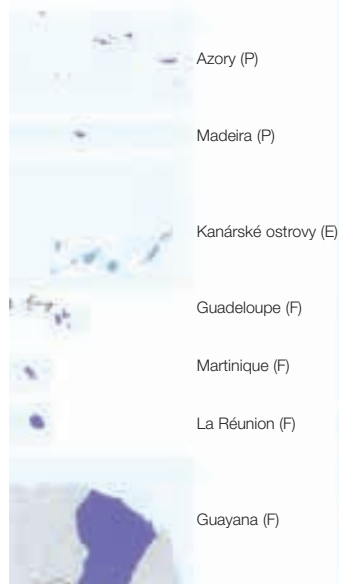 Azory (P)
Madeira (P)
Kanárské ostrovy (E)
Guadeloupe (F)
Martinique (F)
La Réunion (F)
Guayana (F)